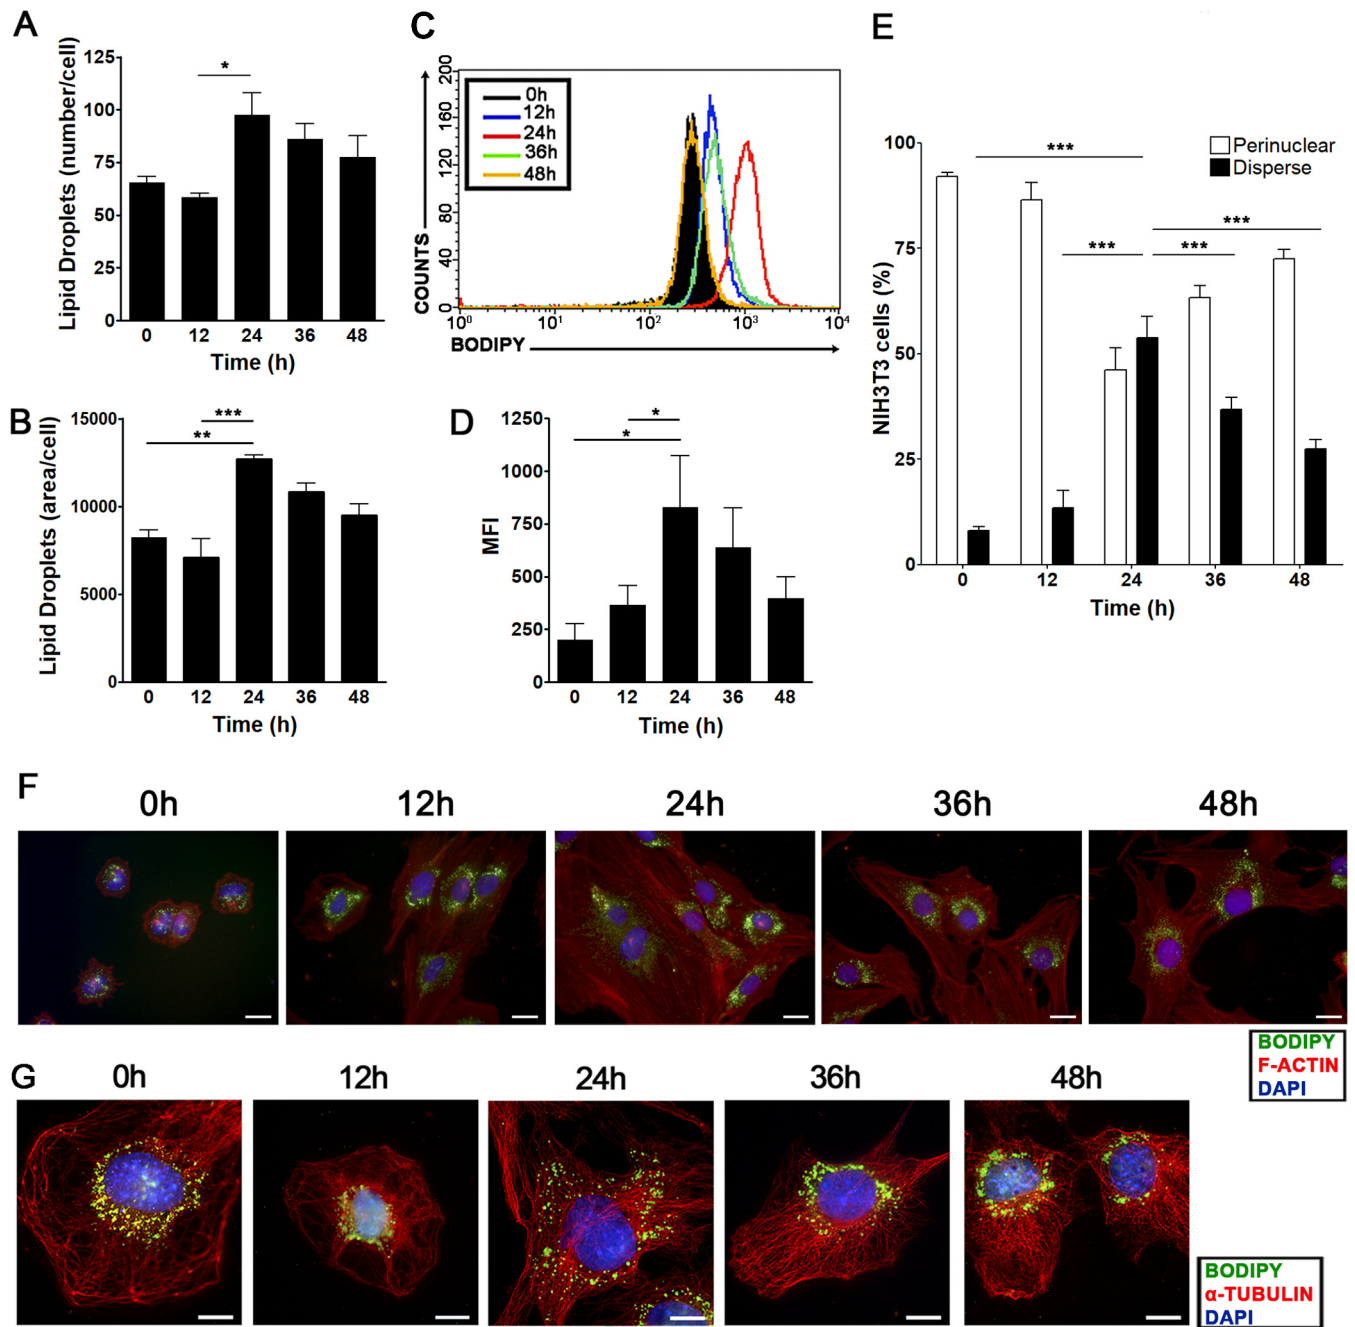 A
Lipid Droplets (number/cell)
125
100
75
50
25
0
*
0 12 24 36 48
Time (h)
B
Lipid Droplets (area/cell)
15000
10000
5000
0
***
**
0 12 24 36 48
Time (h)
C
COUNTS
200
160
120
80
40
0
0h
12h
24h
36h
48h
10⁰ 10¹ 10² 10³ 10⁴
BODIPY
D
MFI
1250
1000
750
500
250
0
*
*
0 12 24 36 48
Time (h)
E
NIH3T3 cells (%)
100
75
50
25
0
Perinuclear
Disperse
***
***
*** ***
0 12 24 36 48
Time (h)
F
0h 12h 24h 36h 48h
BODIPY
F-ACTIN
DAPI
G
0h 12h 24h 36h 48h
BODIPY
α-TUBULIN
DAPI